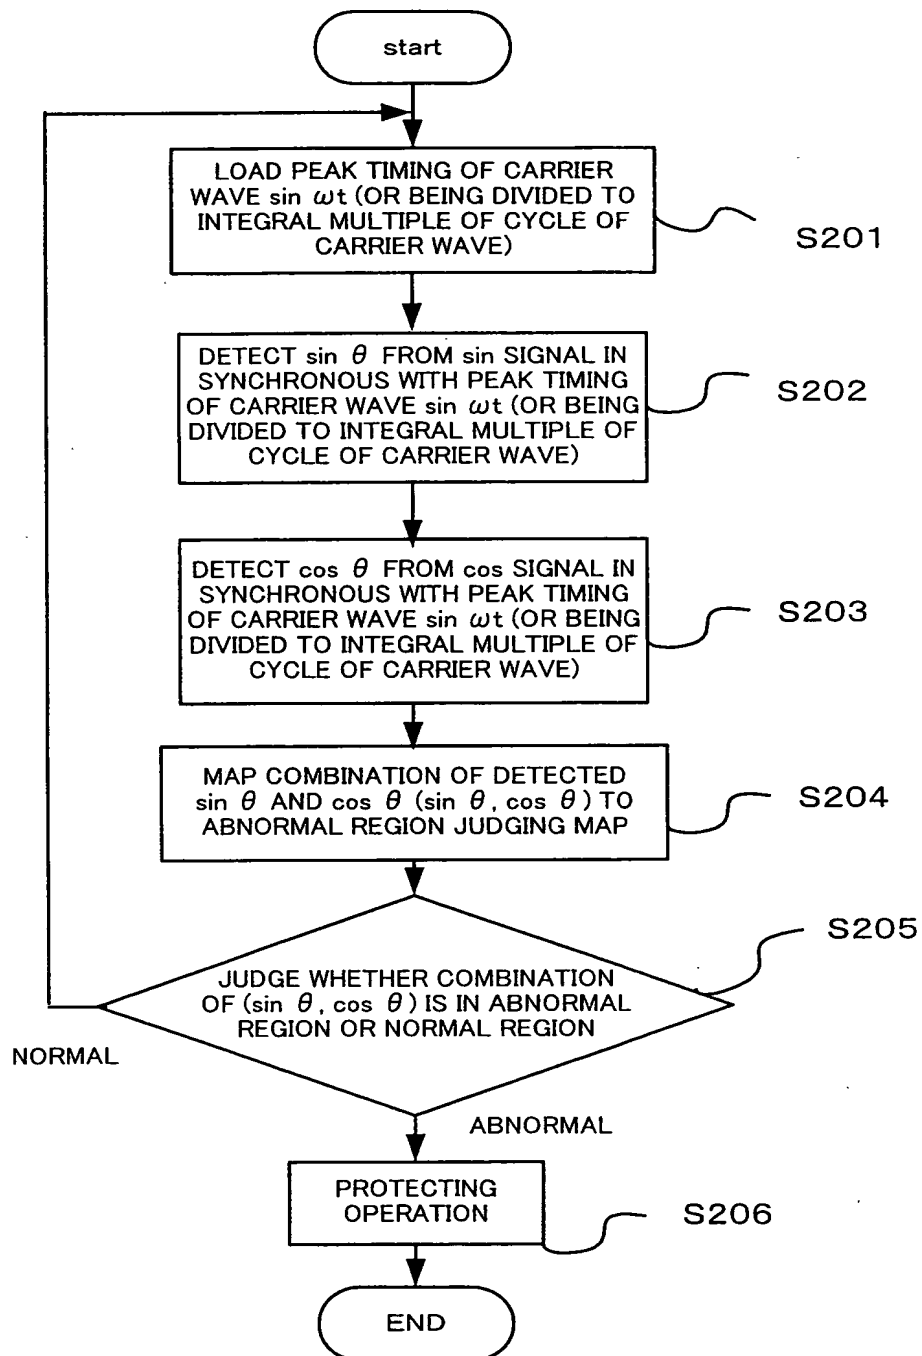 start
LOAD PEAK TIMING OF CARRIER
WAVE sin ωt (OR BEING DIVIDED TO
INTEGRAL MULTIPLE OF CYCLE OF
CARRIER WAVE)
S201
DETECT sin θ FROM sin SIGNAL IN
SYNCHRONOUS WITH PEAK TIMING
OF CARRIER WAVE sin ωt (OR BEING
DIVIDED TO INTEGRAL MULTIPLE OF
CYCLE OF CARRIER WAVE)
S202
DETECT cos θ FROM cos SIGNAL IN
SYNCHRONOUS WITH PEAK TIMING
OF CARRIER WAVE sin ωt (OR BEING
DIVIDED TO INTEGRAL MULTIPLE OF
CYCLE OF CARRIER WAVE)
S203
MAP COMBINATION OF DETECTED
sin θ AND cos θ (sin θ, cos θ) TO
ABNORMAL REGION JUDGING MAP
S204
JUDGE WHETHER COMBINATION
OF (sin θ, cos θ) IS IN ABNORMAL
REGION OR NORMAL REGION
S205
NORMAL
ABNORMAL
PROTECTING
OPERATION
S206
END